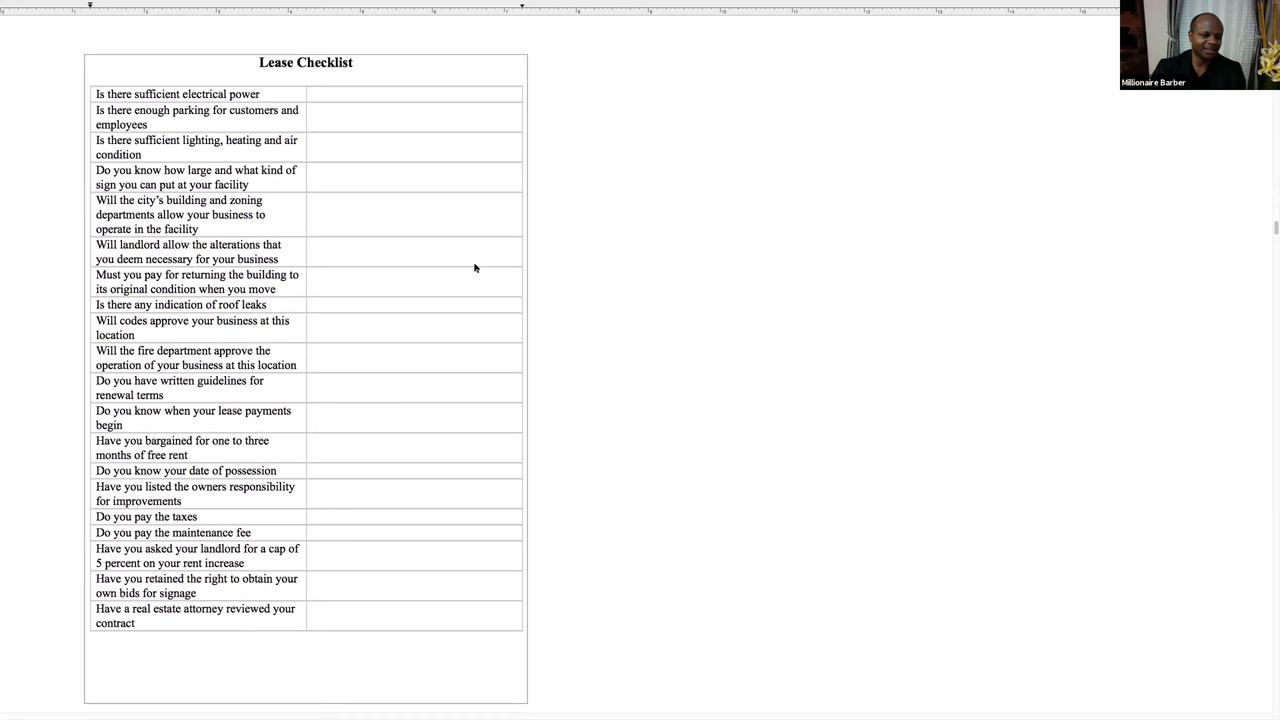 Millionaire Barber
Lease Checklist
Is there sufficient electrical power
Is there enough parking for customers and
employees
Is there sufficient lighting, heating and air
condition
Do you know how large and what kind of
sign you can put at your facility
Will the city’s building and zoning
departments allow your business to
operate in the facility
Will landlord allow the alterations that
you deem necessary for your business
Must you pay for returning the building to
its original condition when you move
Is there any indication of roof leaks
Will codes approve your business at this
location
Will the fire department approve the
operation of your business at this location
Do you have written guidelines for
renewal terms
Do you know when your lease payments
begin
Have you bargained for one to three
months of free rent
Do you know your date of possession
Have you listed the owners responsibility
for improvements
Do you pay the taxes
Do you pay the maintenance fee
Have you asked your landlord for a cap of
5 percent on your rent increase
Have you retained the right to obtain your
own bids for signage
Have a real estate attorney reviewed your
contract